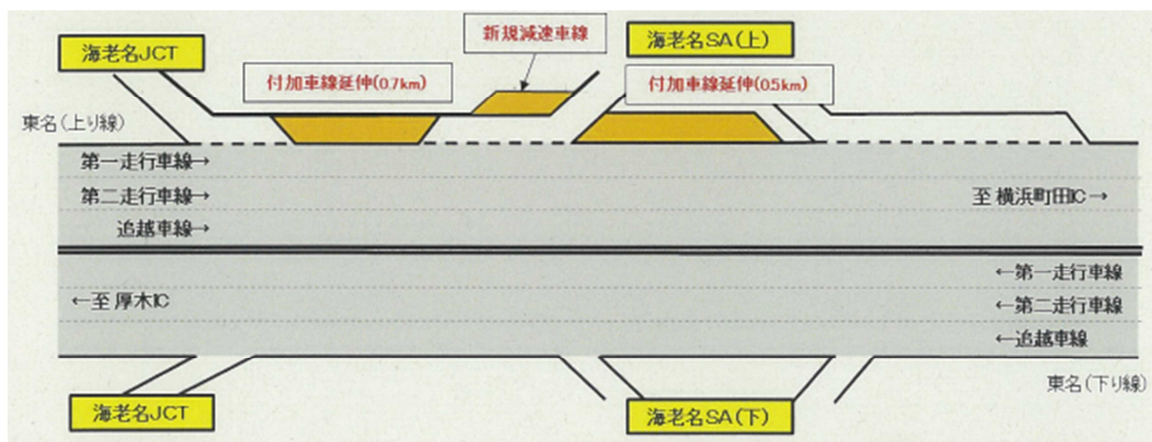 新規減速車線
海老名SA(上)
海老名JCT
付加車線延伸(0.7km)
付加車線延伸(0.5km)
東名(上り線)
第一走行車線→
第二走行車線→
至 横浜町田IC→
追越車線→
←第一走行車線
←至 厚木IC
←第二走行車線
←追越車線
東名(下り線)
海老名JCT
海老名SA(下)